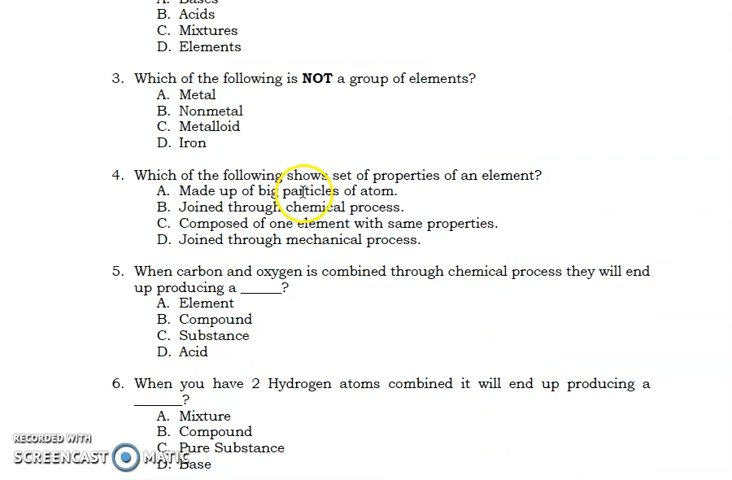 A. Bases
B. Acids
C. Mixtures
D. Elements
3. Which of the following is NOT a group of elements?
A. Metal
B. Nonmetal
C. Metalloid
D. Iron
4. Which of the following shows set of properties of an element?
A. Made up of big particles of atom.
B. Joined through chemical process.
C. Composed of one element with same properties.
D. Joined through mechanical process.
5. When carbon and oxygen is combined through chemical process they will end
up producing a ______?
A. Element
B. Compound
C. Substance
D. Acid
6. When you have 2 Hydrogen atoms combined it will end up producing a
_______?
A. Mixture
B. Compound
C. Pure Substance
D. Base
RECORDED WITH
SCREENCAST MATIC